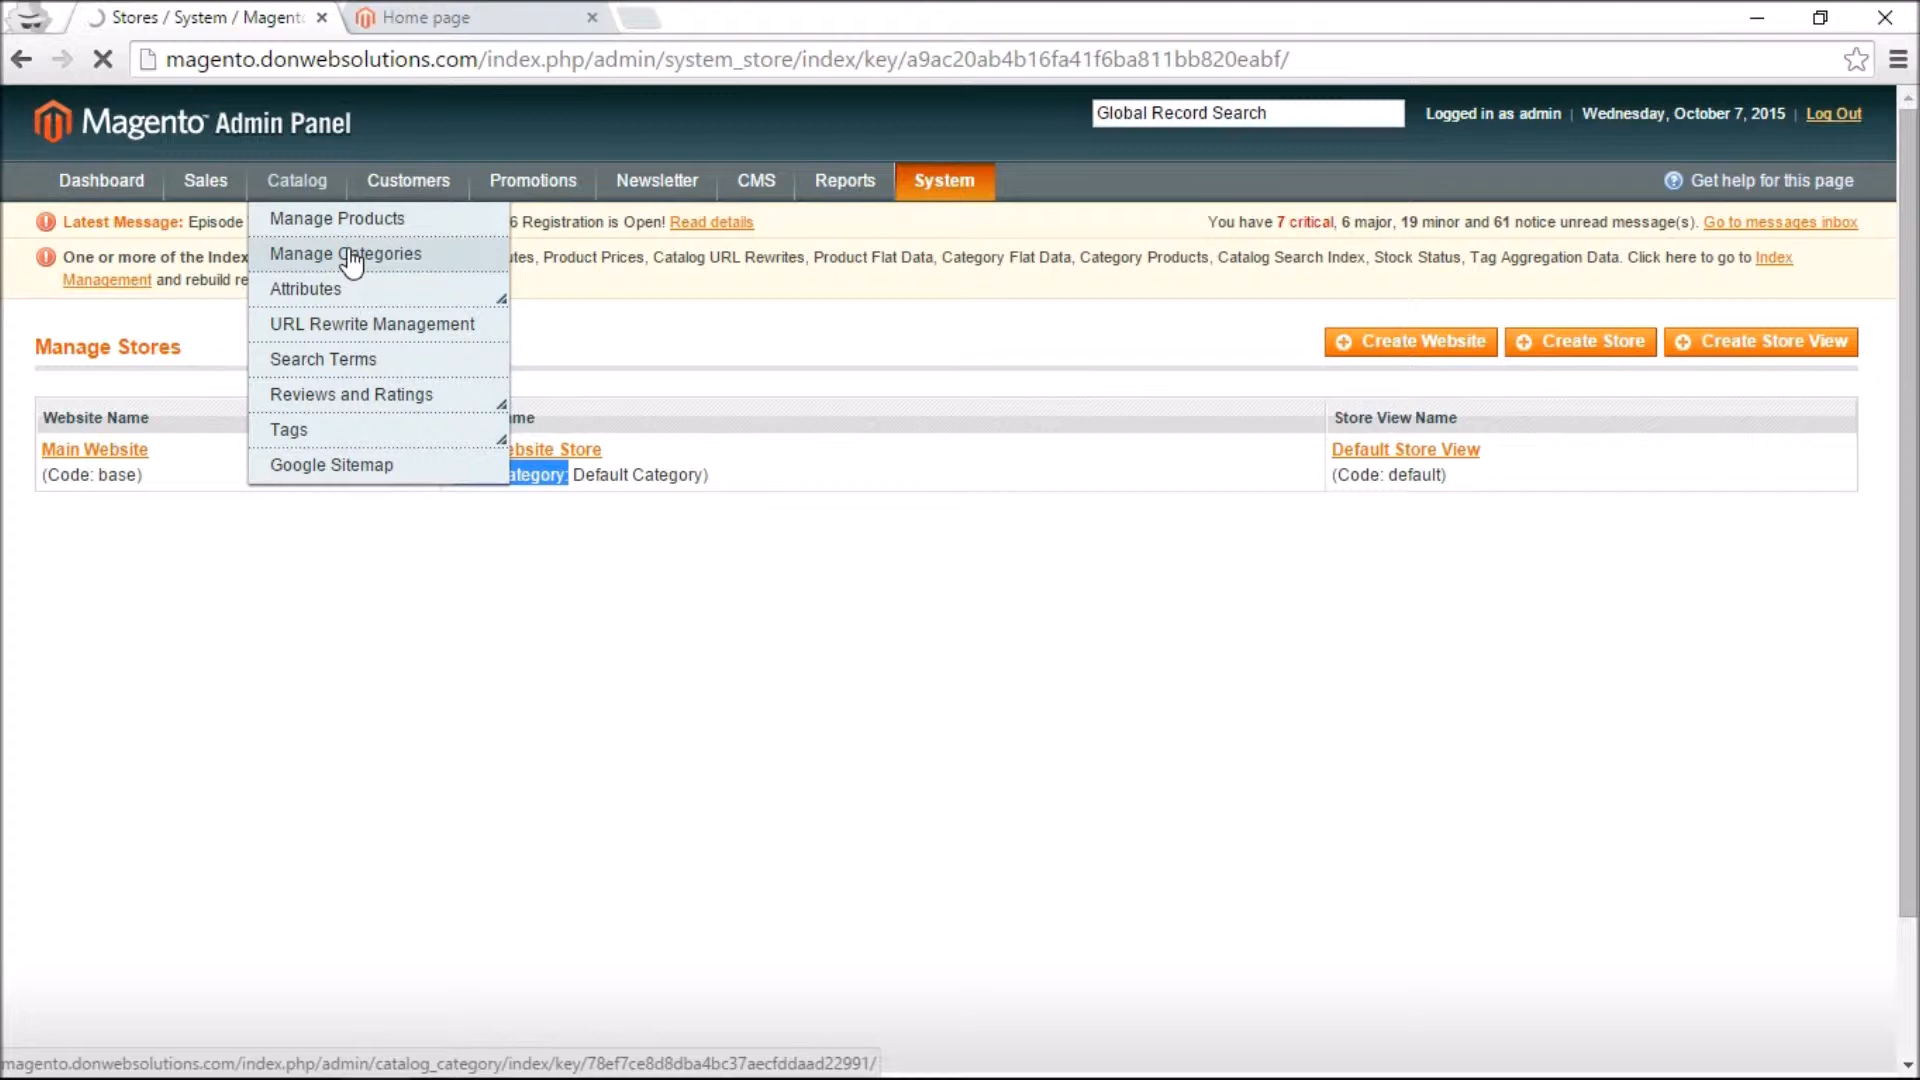 Stores / System / Magent
Home page
magento.donwebsolutions.com/index.php/admin/system_store/index/key/a9ac20ab4b16fa41f6ba811bb820eabf/
Magento Admin Panel
Global Record Search
Logged in as admin | Wednesday, October 7, 2015 | Log Out
Dashboard Sales Catalog Customers Promotions Newsletter CMS Reports System
Get help for this page
Latest Message: Episode
6 Registration is Open! Read details
You have 7 critical, 6 major, 19 minor and 61 notice unread message(s). Go to messages inbox
One or more of the Index
utes, Product Prices, Catalog URL Rewrites, Product Flat Data, Category Flat Data, Category Products, Catalog Search Index, Stock Status, Tag Aggregation Data. Click here to go to Index
Management and rebuild re
Manage Products
Manage Categories
Attributes
URL Rewrite Management
Search Terms
Reviews and Ratings
Tags
Google Sitemap
Manage Stores
Create Website
Create Store
Create Store View
Website Name
me
Store View Name
Main Website
ebsite Store
Default Store View
(Code: base)
ategory: Default Category)
(Code: default)
magento.donwebsolutions.com/index.php/admin/catalog_category/index/key/78ef7ce8d8dba4bc37aecfddaad22991/